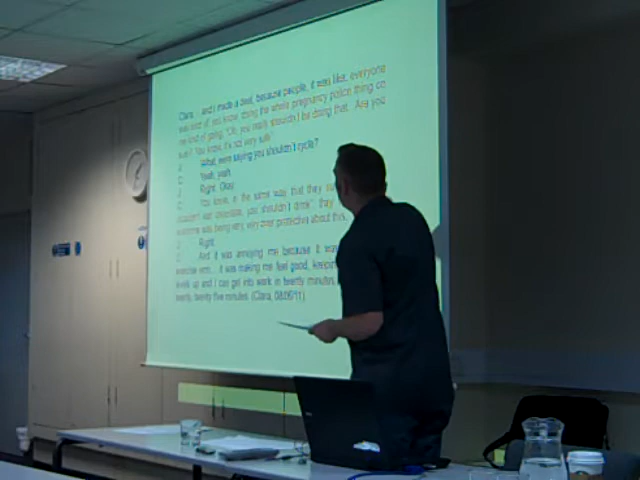 Clara: and I made a deal, because people, it was like, everyone
was kind of you know, doing the whole pregnancy police thing on
me kind of going "Oh, you really shouldn't be doing that. Are you
sure? You know, it's not very safe"
J: What, were saying you shouldn't cycle?
C: Yeah, yeah
J: Right. Okay
C: You know, in the same way that they
shouldn't eat chocolate, you shouldn't drink" they
everyone was being very, very over protective about this.
J: Right
C: And it was annoying me because it was
exercise it was making me feel good, keeping
levels up and I can get into work in twenty minutes
twenty, twenty five minutes. (Clara, 08/06/11)